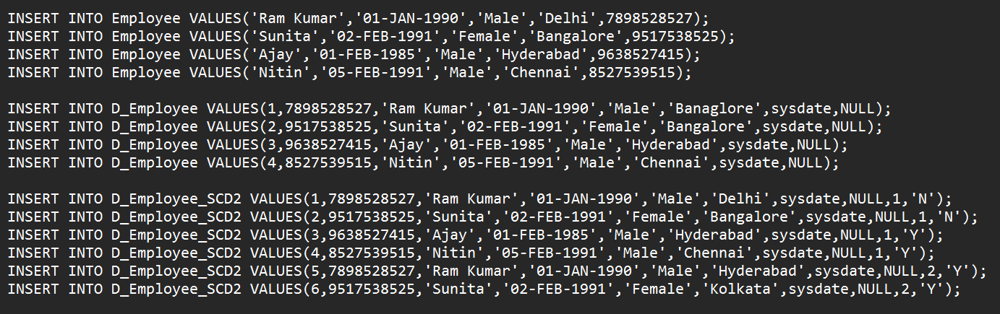 INSERT INTO Employee VALUES('Ram Kumar','01-JAN-1990','Male','Delhi',7898528527);
INSERT INTO Employee VALUES('Sunita','02-FEB-1991','Female','Bangalore',9517538525);
INSERT INTO Employee VALUES('Ajay','01-FEB-1985','Male','Hyderabad',9638527415);
INSERT INTO Employee VALUES('Nitin','05-FEB-1991','Male','Chennai',8527539515);
INSERT INTO D_Employee VALUES(1,7898528527,'Ram Kumar','01-JAN-1990','Male','Banaglore',sysdate,NULL);
INSERT INTO D_Employee VALUES(2,9517538525,'Sunita','02-FEB-1991','Female','Bangalore',sysdate,NULL);
INSERT INTO D_Employee VALUES(3,9638527415,'Ajay','01-FEB-1985','Male','Hyderabad',sysdate,NULL);
INSERT INTO D_Employee VALUES(4,8527539515,'Nitin','05-FEB-1991','Male','Chennai',sysdate,NULL);
INSERT INTO D_Employee_SCD2 VALUES(1,7898528527,'Ram Kumar','01-JAN-1990','Male','Delhi',sysdate,NULL,1,'N');
INSERT INTO D_Employee_SCD2 VALUES(2,9517538525,'Sunita','02-FEB-1991','Female','Bangalore',sysdate,NULL,1,'N');
INSERT INTO D_Employee_SCD2 VALUES(3,9638527415,'Ajay','01-FEB-1985','Male','Hyderabad',sysdate,NULL,1,'Y');
INSERT INTO D_Employee_SCD2 VALUES(4,8527539515,'Nitin','05-FEB-1991','Male','Chennai',sysdate,NULL,1,'Y');
INSERT INTO D_Employee_SCD2 VALUES(5,7898528527,'Ram Kumar','01-JAN-1990','Male','Hyderabad',sysdate,NULL,2,'Y');
INSERT INTO D_Employee_SCD2 VALUES(6,9517538525,'Sunita','02-FEB-1991','Female','Kolkata',sysdate,NULL,2,'Y');